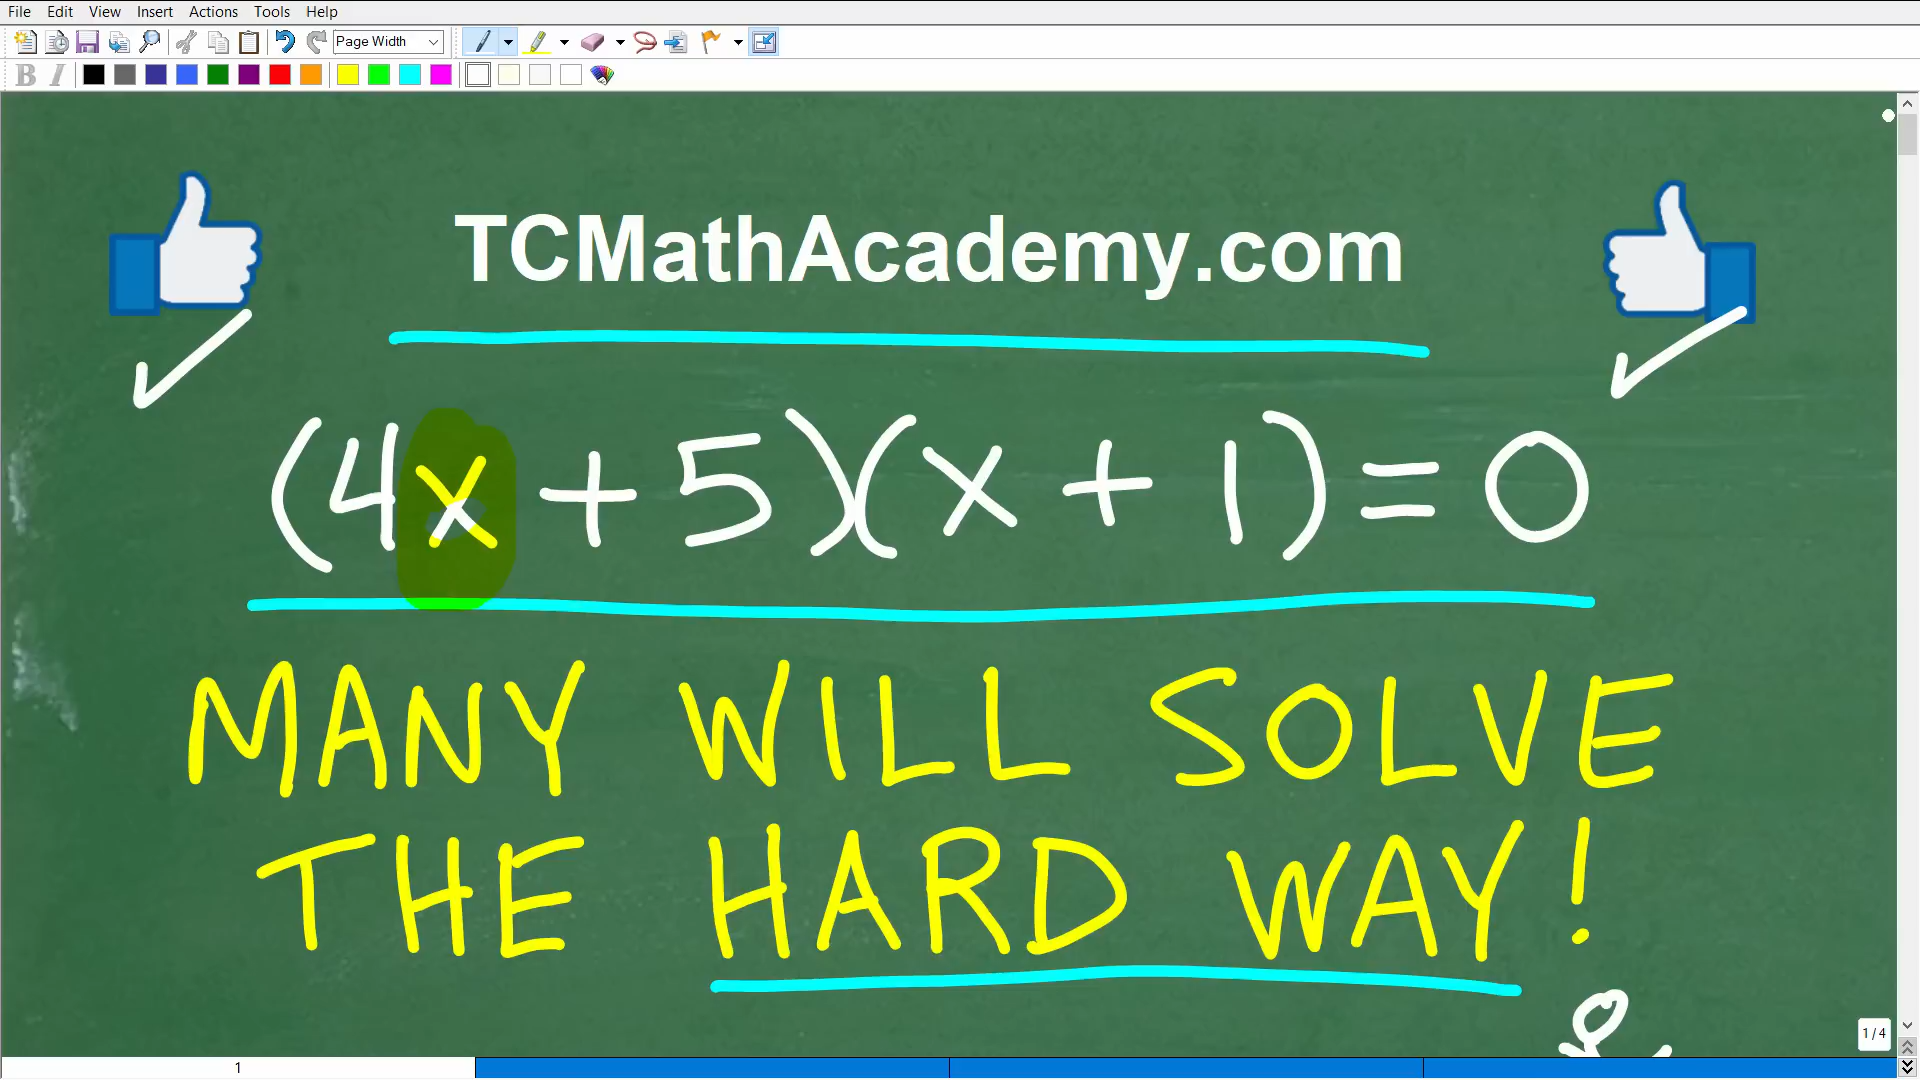 File Edit View Insert Actions Tools Help
Page Width
B I
TCMathAcademy.com
(4x + 5)(x + 1) = 0
MANY WILL SOLVE
THE HARD WAY!
1 / 4
1